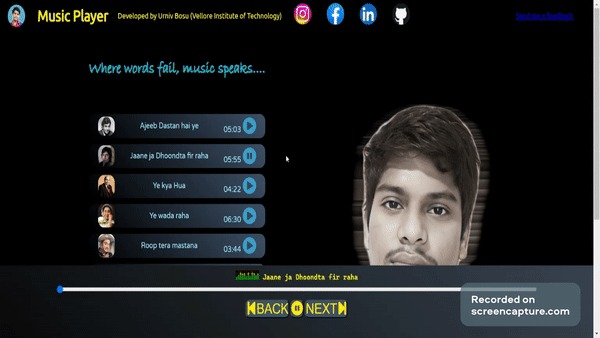 Music Player
Developed by Urniv Bosu (Vellore Institute of Technology)
Where words fail, music speaks....
Ajeeb Dastan hai ye
05:03
Jaane ja Dhoondta fir raha
05:55
Ye kya Hua
04:22
Ye wada raha
06:30
Roop tera mastana
03:44
Jaane ja Dhoondta fir raha
BACK
NEXT
Recorded on
screencapture.com